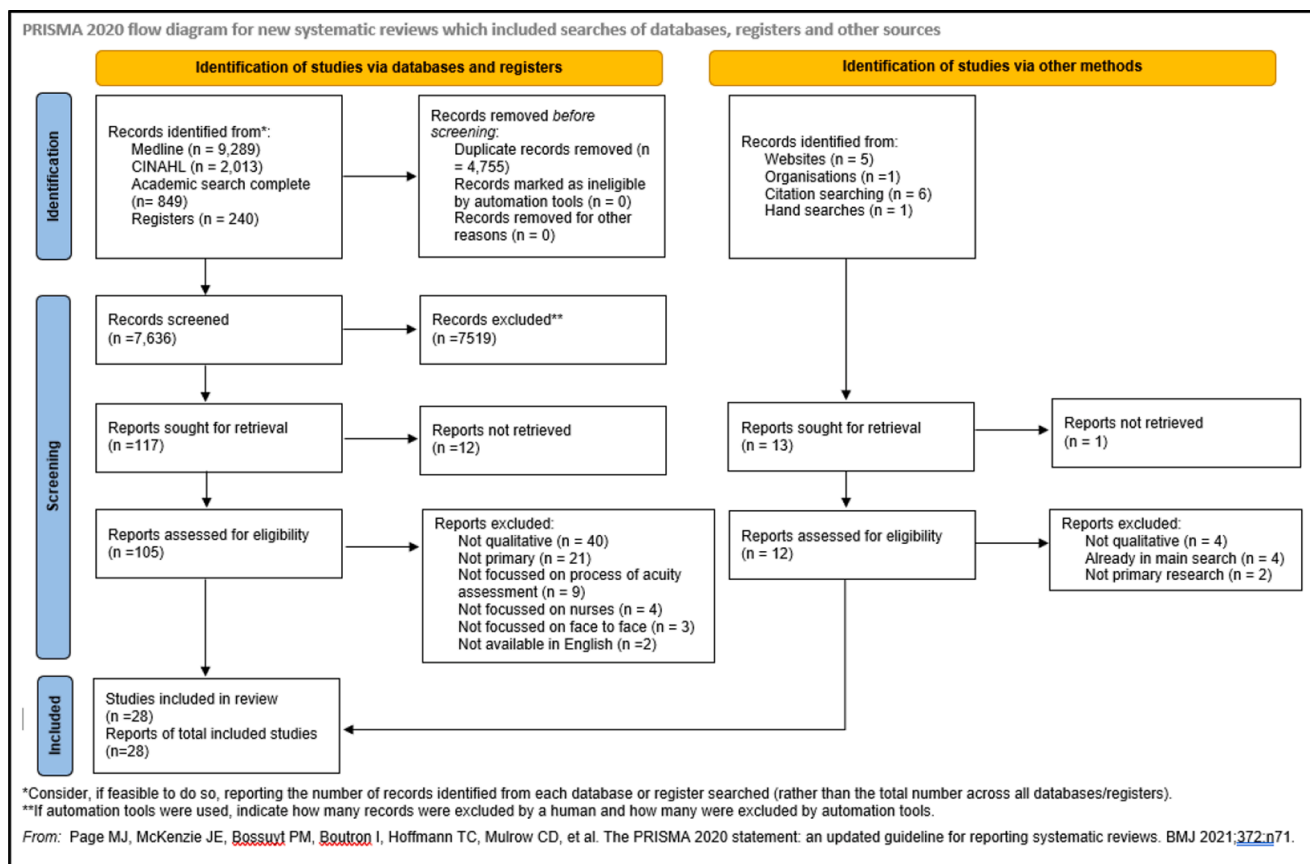 PRISMA 2020 flow diagram for new systematic reviews which included searches of databases, registers and other sources
Identification of studies via databases and registers
Identification of studies via other methods
Identification
Records identified from*:
Medline (n = 9,289)
CINAHL (n = 2,013)
Academic search complete
(n= 849)
Registers (n = 240)
Records removed before
screening:
Duplicate records removed (n
= 4,755)
Records marked as ineligible
by automation tools (n = 0)
Records removed for other
reasons (n = 0)
Records identified from:
Websites (n = 5)
Organisations (n =1)
Citation searching (n = 6)
Hand searches (n = 1)
Screening
Records screened
(n =7,636)
Records excluded**
(n =7519)
Reports sought for retrieval
(n =117)
Reports not retrieved
(n =12)
Reports sought for retrieval
(n = 13)
Reports not retrieved
(n = 1)
Reports assessed for eligibility
(n =105)
Reports excluded:
Not qualitative (n = 40)
Not primary (n = 21)
Not focussed on process of acuity
assessment (n = 9)
Not focussed on nurses (n = 4)
Not focussed on face to face (n = 3)
Not available in English (n =2)
Reports assessed for eligibility
(n = 12)
Reports excluded:
Not qualitative (n = 4)
Already in main search (n = 4)
Not primary research (n = 2)
Included
Studies included in review
(n =28)
Reports of total included studies
(n=28)
*Consider, if feasible to do so, reporting the number of records identified from each database or register searched (rather than the total number across all databases/registers).
**If automation tools were used, indicate how many records were excluded by a human and how many were excluded by automation tools.
From: Page MJ, McKenzie JE, Bossuyt PM, Boutron I, Hoffmann TC, Mulrow CD, et al. The PRISMA 2020 statement: an updated guideline for reporting systematic reviews. BMJ 2021;372:n71.